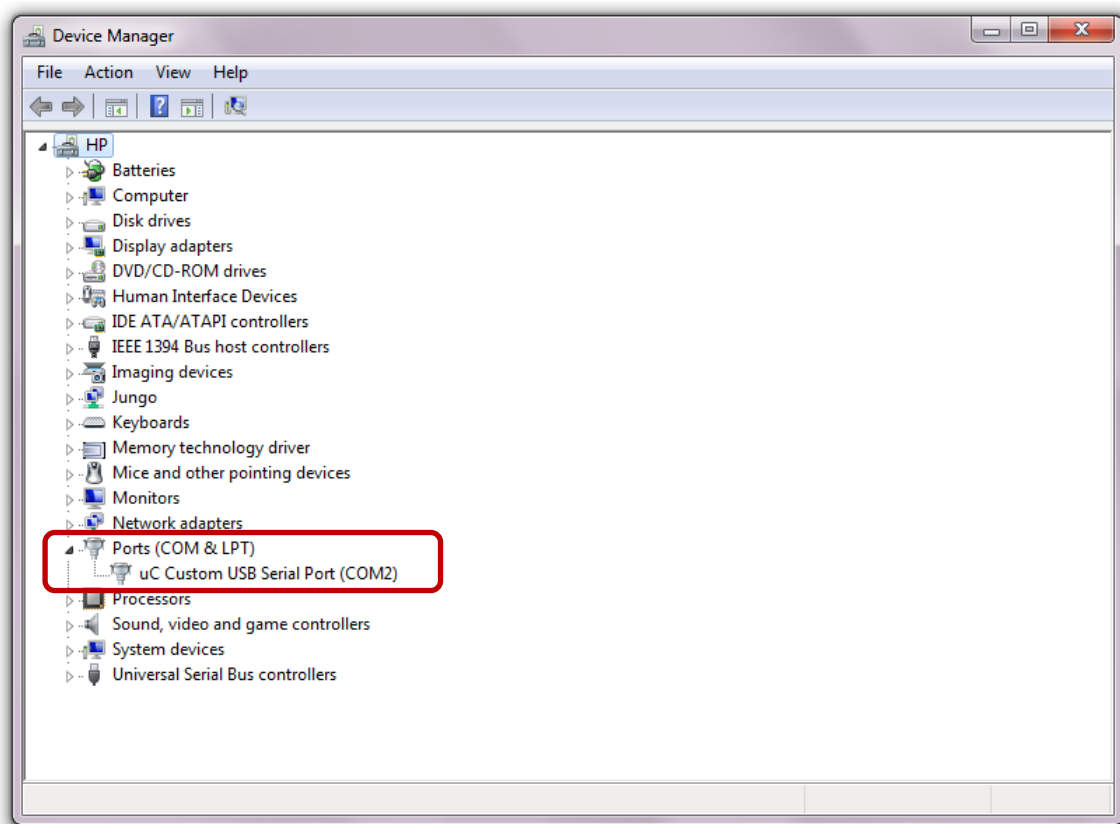 Device Manager
File Action View Help
HP
Batteries
Computer
Disk drives
Display adapters
DVD/CD-ROM drives
Human Interface Devices
IDE ATA/ATAPI controllers
IEEE 1394 Bus host controllers
Imaging devices
Jungo
Keyboards
Memory technology driver
Mice and other pointing devices
Monitors
Network adapters
Ports (COM & LPT)
uC Custom USB Serial Port (COM2)
Processors
Sound, video and game controllers
System devices
Universal Serial Bus controllers